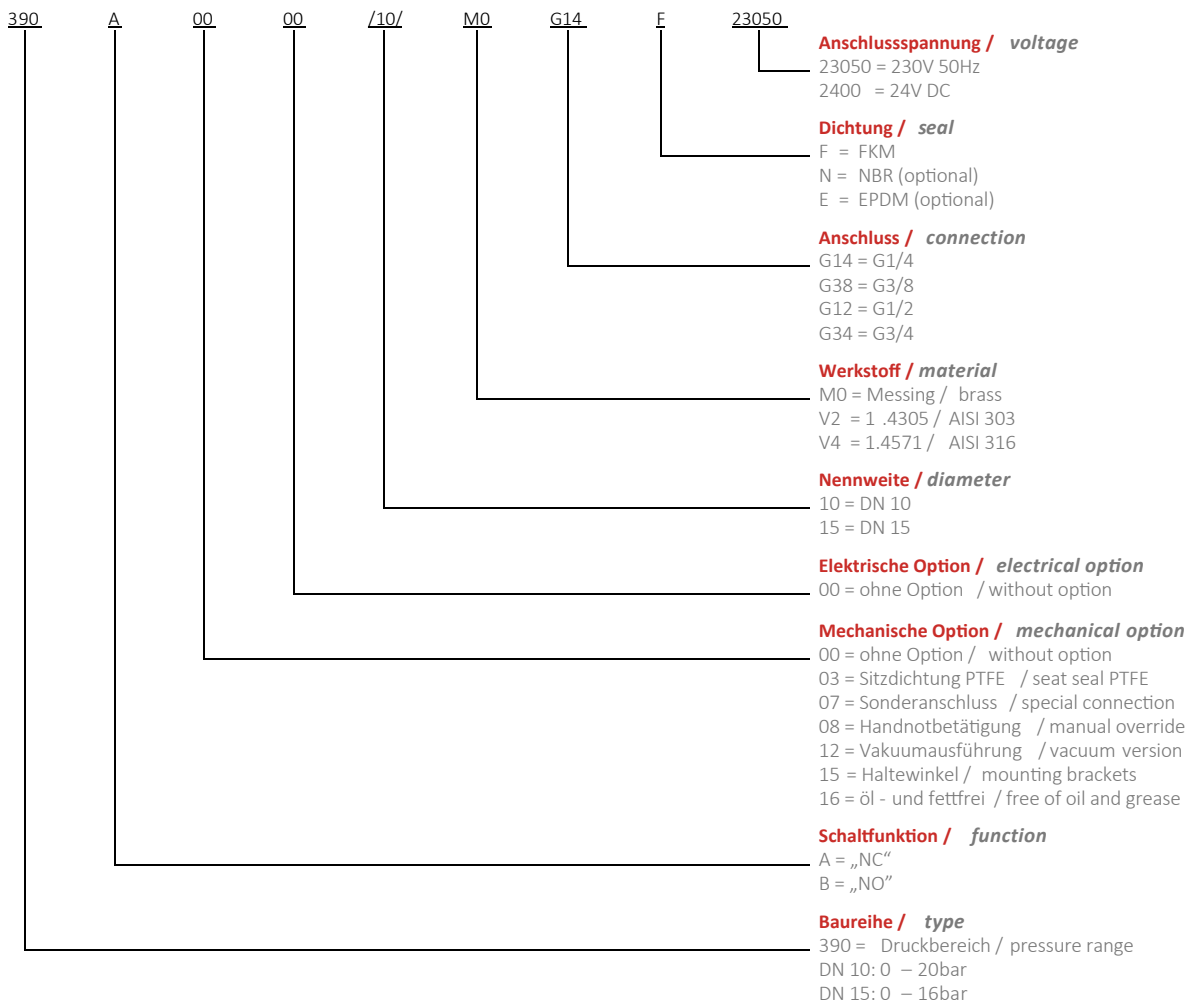 390 A 00 00 /10/ M0 G14 F 23050
Anschlussspannung / voltage
23050 = 230V 50Hz
2400 = 24V DC
Dichtung / seal
F = FKM
N = NBR (optional)
E = EPDM (optional)
Anschluss / connection
G14 = G1/4
G38 = G3/8
G12 = G1/2
G34 = G3/4
Werkstoff / material
M0 = Messing / brass
V2 = 1 .4305 / AISI 303
V4 = 1.4571 / AISI 316
Nennweite / diameter
10 = DN 10
15 = DN 15
Elektrische Option / electrical option
00 = ohne Option / without option
Mechanische Option / mechanical option
00 = ohne Option / without option
03 = Sitzdichtung PTFE / seat seal PTFE
07 = Sonderanschluss / special connection
08 = Handnotbetätigung / manual override
12 = Vakuumausführung / vacuum version
15 = Haltewinkel / mounting brackets
16 = öl - und fettfrei / free of oil and grease
Schaltfunktion / function
A = „NC“
B = „NO”
Baureihe / type
390 = Druckbereich / pressure range
DN 10: 0 – 20bar
DN 15: 0 – 16bar